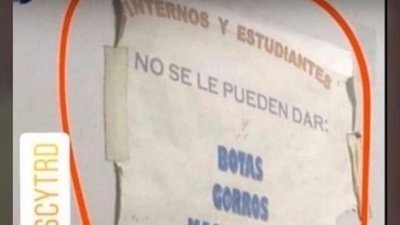 INTERNOS Y ESTUDIANTES
NO SE LE PUEDEN DAR:
BOTAS
GORROS
SCYTRD